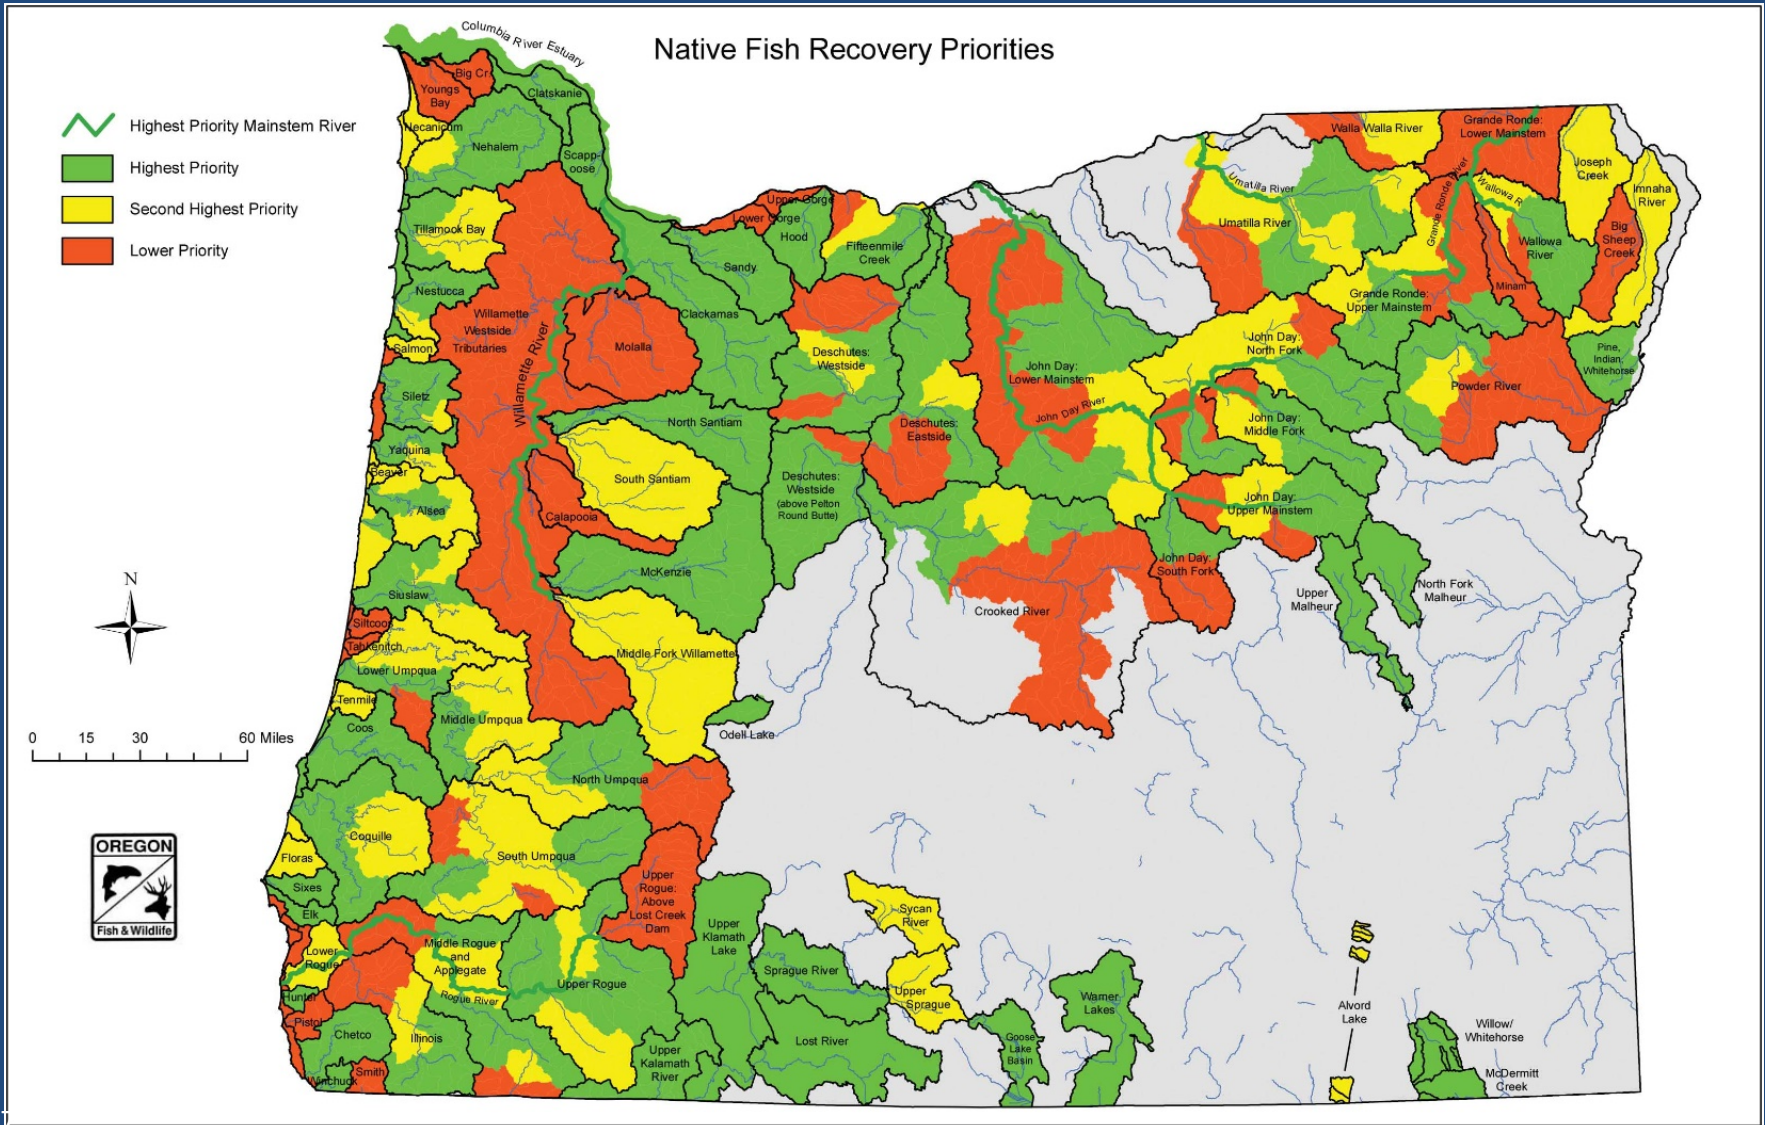 Native Fish Recovery Priorities
Highest Priority Mainstem River
Highest Priority
Second Highest Priority
Lower Priority
N
0 15 30 60 Miles
OREGON
Fish & Wildlife
Columbia River Estuary
Big Cr
Youngs
Bay
Clatskanie
Necanicum
Nehalem
Scapp-
oose
Tillamook Bay
Nestucca
Willamette
Westside
Tributaries
Willamette River
Salmon
Siletz
Yaquina
Beaver
Alsea
Siuslaw
Siltcoos
Tahkenitch
Lower Umpqua
Tenmile
Coos
Middle Umpqua
North Umpqua
Coquille
South Umpqua
Floras
Sixes
Elk
Lower
Rogue
Hunter
Pistol
Chetco
Winchuck
Smith
Illinois
Middle Rogue
and
Applegate
Rogue River
Upper Rogue
Upper
Rogue:
Above
Lost Creek
Dam
Molalla
Clackamas
Sandy
Lower Gorge
Upper Gorge
Hood
Fifteenmile
Creek
North Santiam
South Santiam
Calapooia
McKenzie
Middle Fork Willamette
Odell Lake
Deschutes:
Westside
Deschutes:
Westside
(above Pelton
Round Butte)
Deschutes:
Eastside
Crooked River
John Day:
Lower Mainstem
John Day River
John Day:
North Fork
John Day:
Middle Fork
John Day:
Upper Mainstem
John Day:
South Fork
Umatilla River
Umatilla River
Walla Walla River
Grande Ronde:
Lower Mainstem
Grande Ronde River
Wallowa R
Joseph
Creek
Imnaha
River
Big
Sheep
Creek
Wallowa
River
Minam
Grande Ronde:
Upper Mainstem
Powder River
Pine,
Indian,
Whitehorse
Upper
Malheur
North Fork
Malheur
Upper
Klamath
Lake
Upper
Kalamath
River
Sprague River
Lost River
Sycan
River
Upper
Sprague
Goose
Lake
Basin
Warner
Lakes
Alvord
Lake
Willow/
Whitehorse
McDermitt
Creek